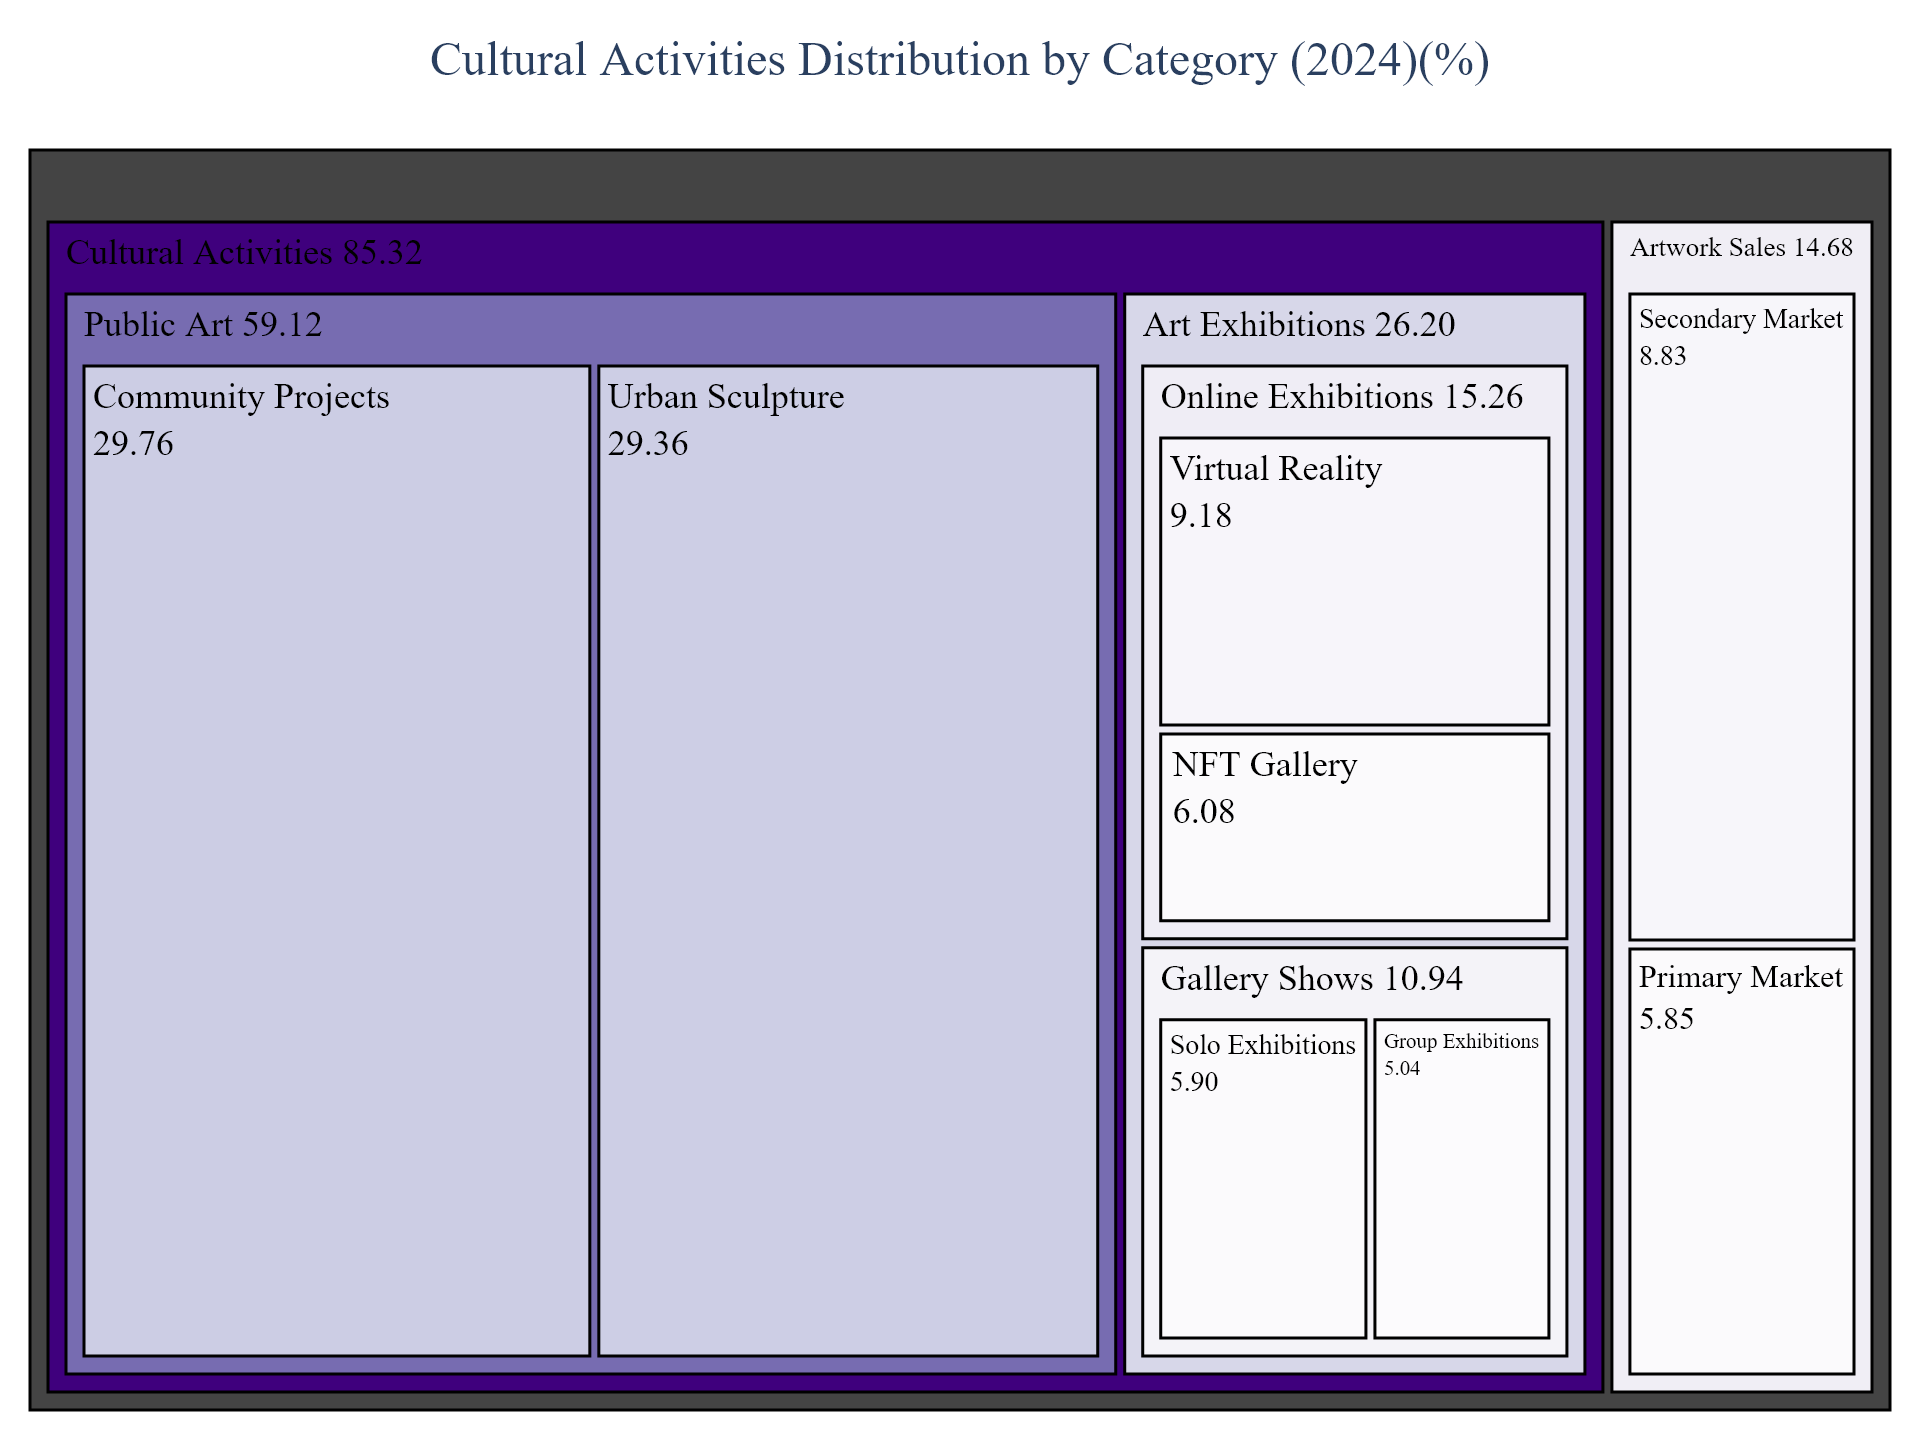 Cultural Activities Distribution by Category (2024)(%)
Cultural Activities 85.32
Public Art 59.12
Community Projects
29.76
Urban Sculpture
29.36
Art Exhibitions 26.20
Online Exhibitions 15.26
Virtual Reality
9.18
NFT Gallery
6.08
Gallery Shows 10.94
Solo Exhibitions
5.90
Group Exhibitions
5.04
Artwork Sales 14.68
Secondary Market
8.83
Primary Market
5.85